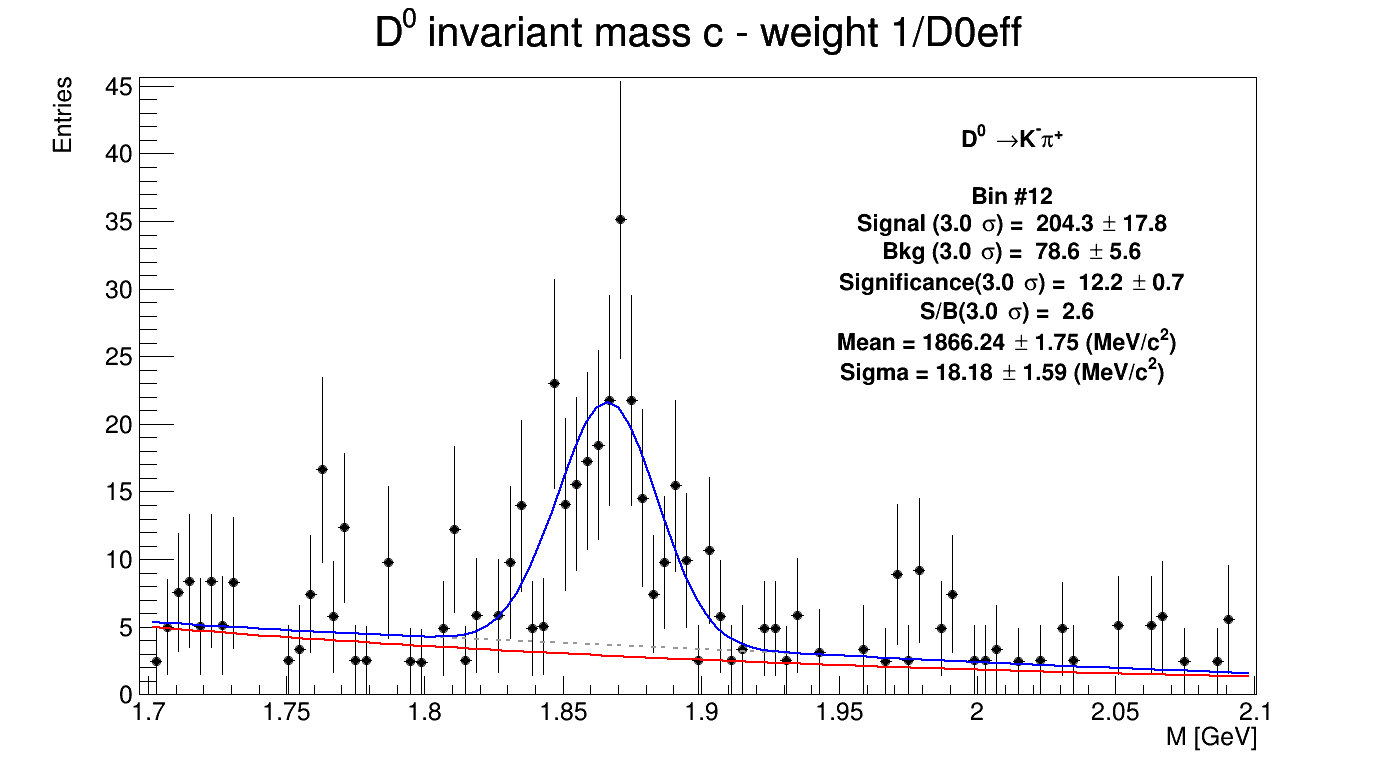 D⁰ invariant mass c - weight 1/D0eff
Entries
45
40
35
30
25
20
15
10
5
0
D⁰ →K⁻π⁺
Bin #12
Signal (3.0 σ) = 204.3 ± 17.8
Bkg (3.0 σ) = 78.6 ± 5.6
Significance(3.0 σ) = 12.2 ± 0.7
S/B(3.0 σ) = 2.6
Mean = 1866.24 ± 1.75 (MeV/c²)
Sigma = 18.18 ± 1.59 (MeV/c²)
1.7 1.75 1.8 1.85 1.9 1.95 2 2.05 2.1
M [GeV]